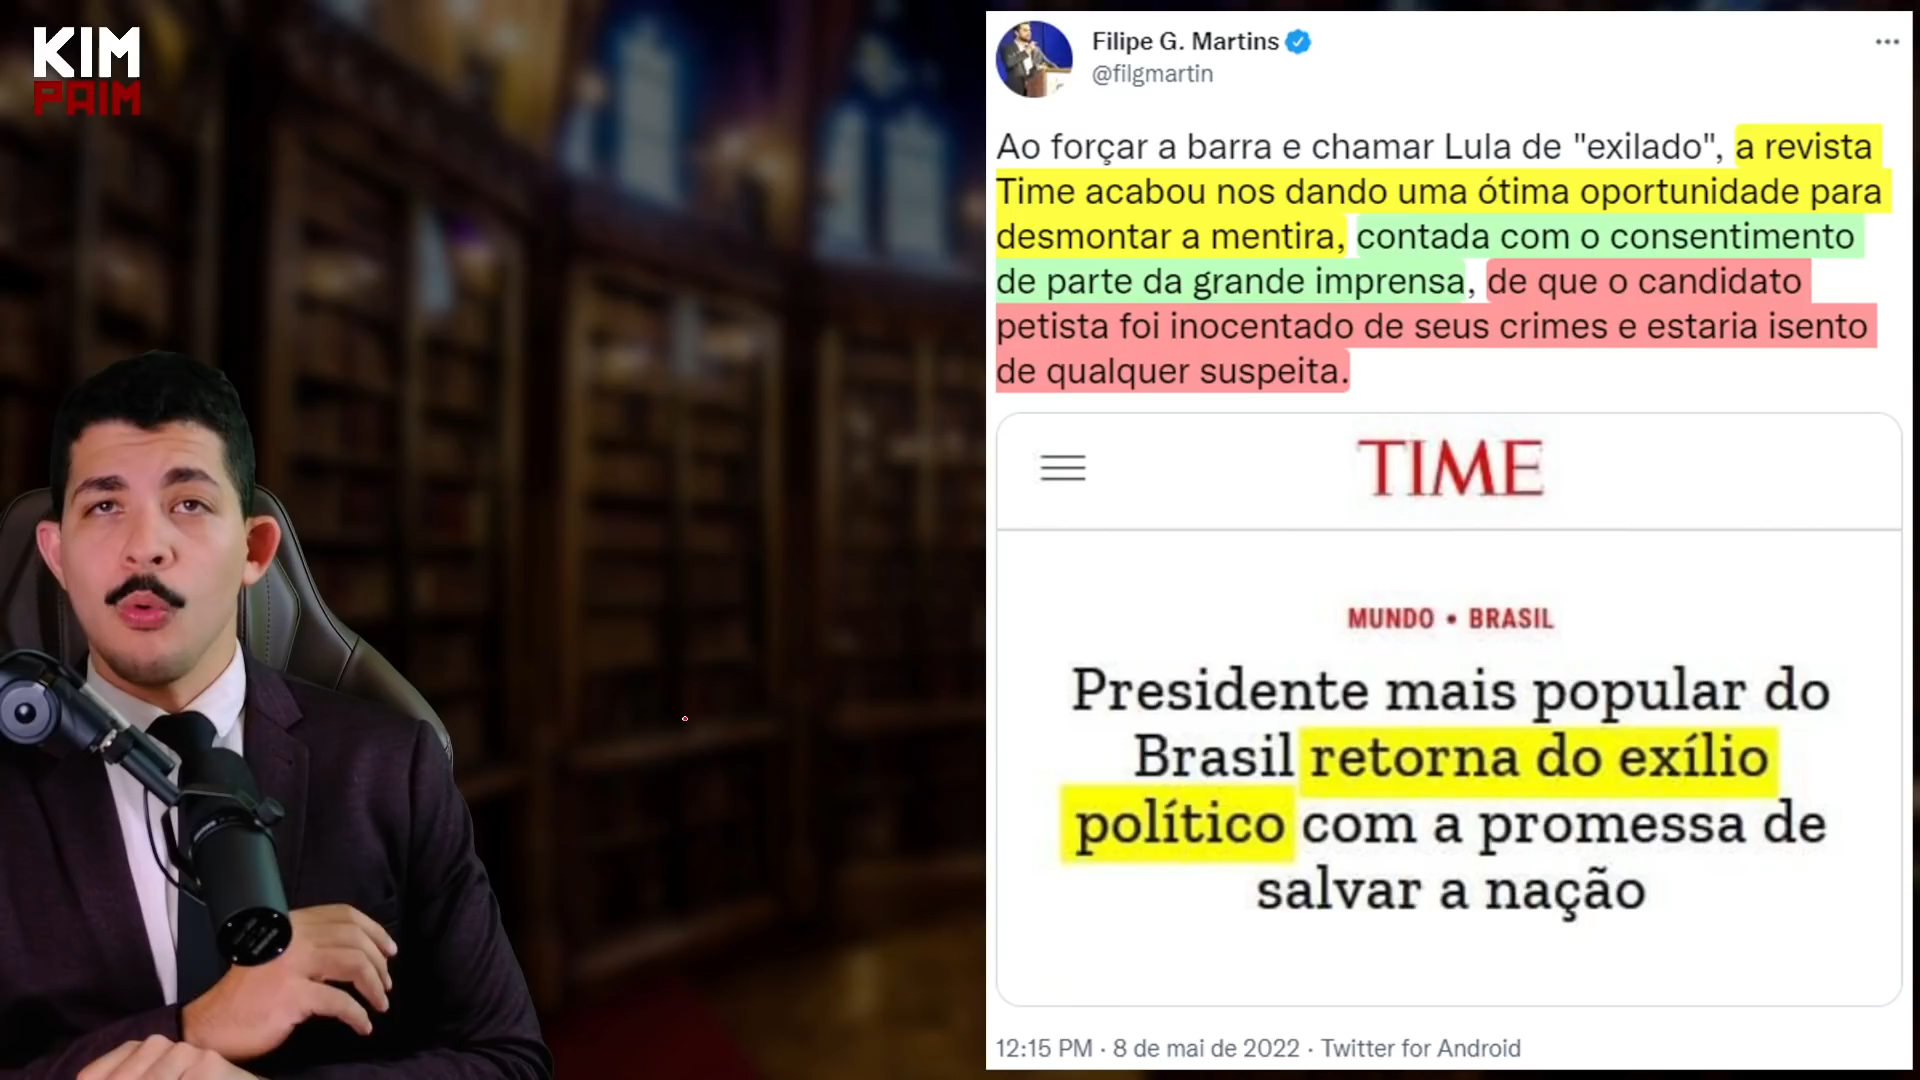 KIM
PAIM
Filipe G. Martins
@filgmartin
Ao forçar a barra e chamar Lula de "exilado", a revista
Time acabou nos dando uma ótima oportunidade para
desmontar a mentira, contada com o consentimento
de parte da grande imprensa, de que o candidato
petista foi inocentado de seus crimes e estaria isento
de qualquer suspeita.
TIME
MUNDO • BRASIL
Presidente mais popular do
Brasil retorna do exílio
político com a promessa de
salvar a nação
12:15 PM · 8 de mai de 2022 · Twitter for Android